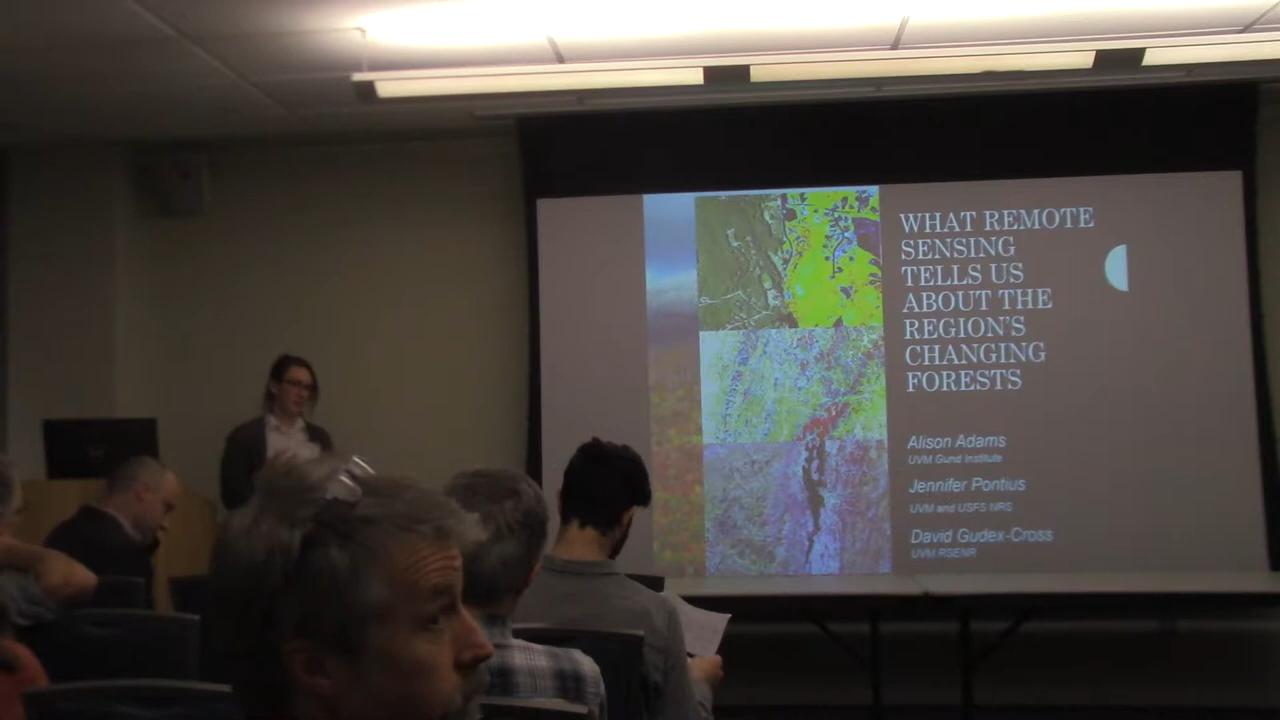 WHAT REMOTE
SENSING
TELLS US
ABOUT THE
REGION'S
CHANGING
FORESTS
Alison Adams
UVM Gund Institute
Jennifer Pontius
UVM and USFS NRS
David Gudex-Cross
UVM RSENR